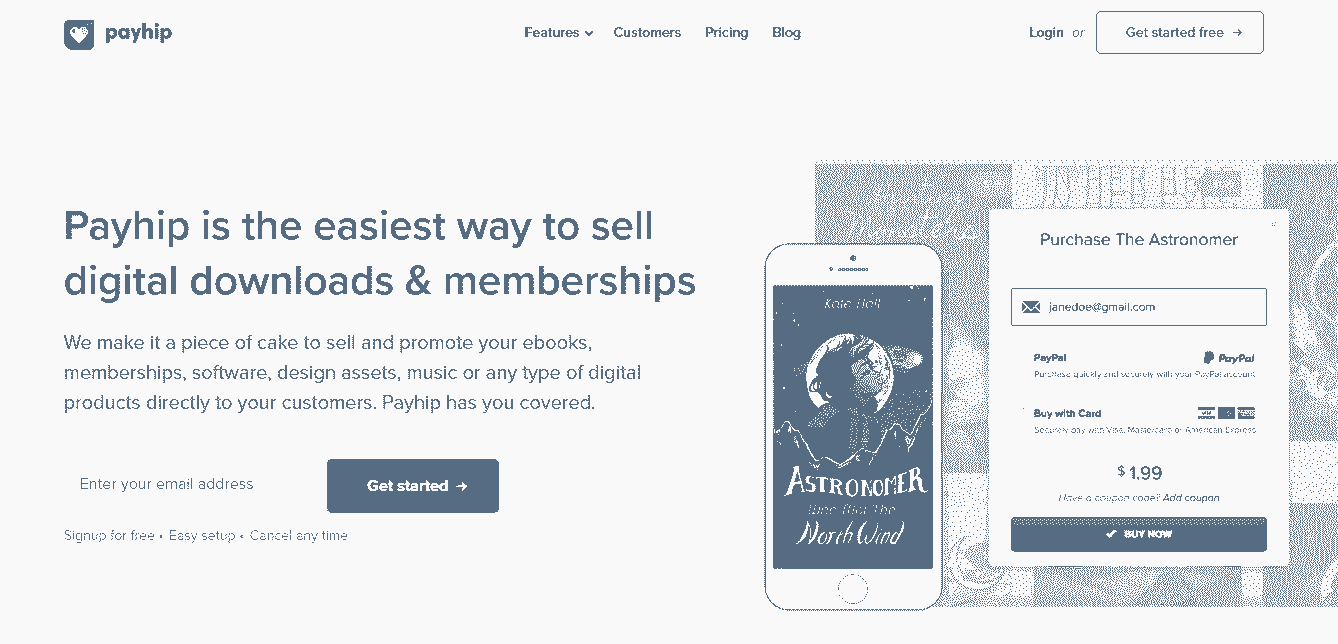 payhip
Features Customers Pricing Blog
Login or Get started free →
Payhip is the easiest way to sell
digital downloads & memberships
We make it a piece of cake to sell and promote your ebooks,
memberships, software, design assets, music or any type of digital
products directly to your customers. Payhip has you covered.
Enter your email address
Get started →
Signup for free • Easy setup • Cancel any time
Kate Hall
ASTRONOMER
Who Met The
North Wind
Purchase The Astronomer
janedoe@gmail.com
PayPal PayPal
Purchase quickly and securely with your PayPal account
Buy with Card
Securely pay with Visa, Mastercard or American Express
$1.99
Have a coupon code? Add coupon
✔ BUY NOW